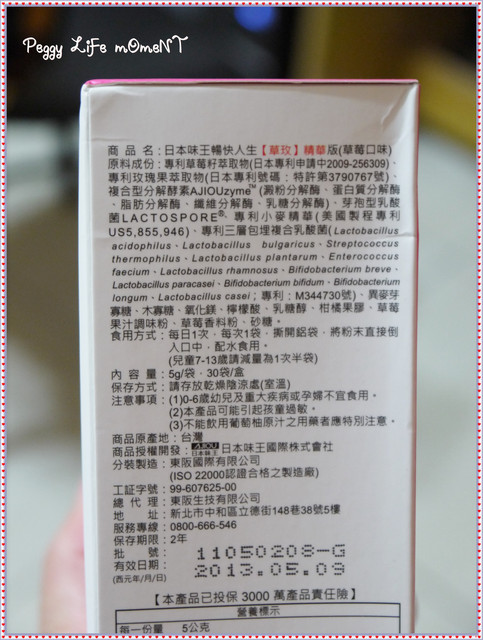 Peggy Life mOmeNT
商品名:日本味王暢快人生【華玫】精華版(草莓口味)
原料成份:專利草莓籽萃取物(日本專利申請中2009-256309)、
專利玫瑰果萃取物(日本專利號碼:特許第3790767號)、
複合型分解酵素AJIOUzyme™(澱粉分解酶、蛋白質分解酶
、脂肪分解酶、纖維分解酶、乳糖分解酶)、芽孢型乳酸
菌LACTOSPORE®、專利小麥精華(美國製程專利
US5,855,946)、專利三層包埋複合乳酸菌(Lactobacillus
acidophilus、Lactobacillus bulgaricus、Streptococcus
thermophilus、Lactobacillus plantarum、Enterococcus
faecium、Lactobacillus rhamnosus、Bifidobacterium breve、
Lactobacillus paracasei、Bifidobacterium bifidum、Bifidobacterium
longum、Lactobacillus casei;專利:M344730號)、異麥芽
寡糖、木寡糖、氧化鎂、檸檬酸、乳糖醇、柑橘果膠、草莓
果汁調味粉、草莓香料粉、砂糖。
食用方式:每日1次,每次1袋,撕開鋁袋,將粉末直接倒
入口中,配水食用。
(兒童7-13歲請減量為1次半袋)
內容量:5g/袋,30袋/盒
保存方式:請存放乾燥陰涼處(室溫)
注意事項:(1)0-6歲幼兒及重大疾病或孕婦不宜食用。
(2)本產品可能引起孩童過敏。
(3)不能飲用葡萄柚原汁之用藥者應特別注意。
商品原產地:台灣
商品授權開發:AJIOU 日本味王 日本味王國際株式會社
分裝製造:東阪國際有限公司
(ISO 22000認證合格之製造廠)
工証字號:99-607625-00
總代理:東阪生技有限公司
地址:新北市中和區立德街148巷38號5樓
服務專線:0800-666-546
保存期限:2年
批號:11050208-G
有效日期:2013.05.09
(西元年/月/日)
【本產品已投保3000萬產品責任險】
營養標示
每一份量 5公克